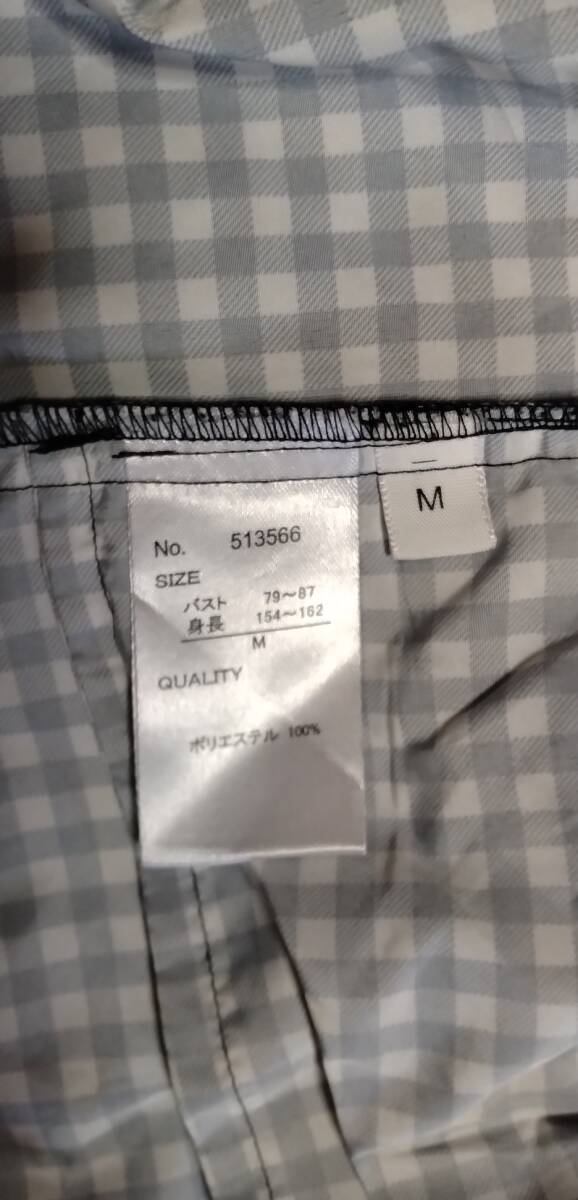 No. 513566
SIZE
バスト 79〜87
身長 154〜162
M
QUALITY
ポリエステル 100%
M